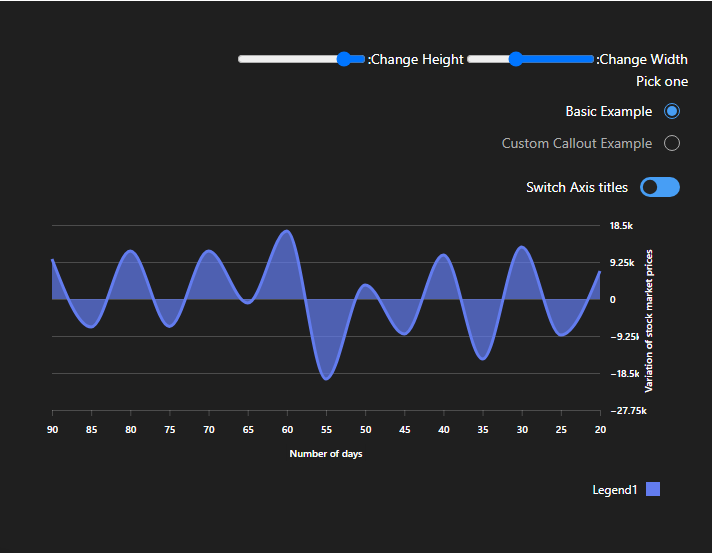 :Change Height :Change Width
Pick one
Basic Example
Custom Callout Example
Switch Axis titles
18.5k
9.25k
0
−9.25k
−18.5k
−27.75k
Variation of stock market prices
90 85 80 75 70 65 60 55 50 45 40 35 30 25 20
Number of days
Legend1